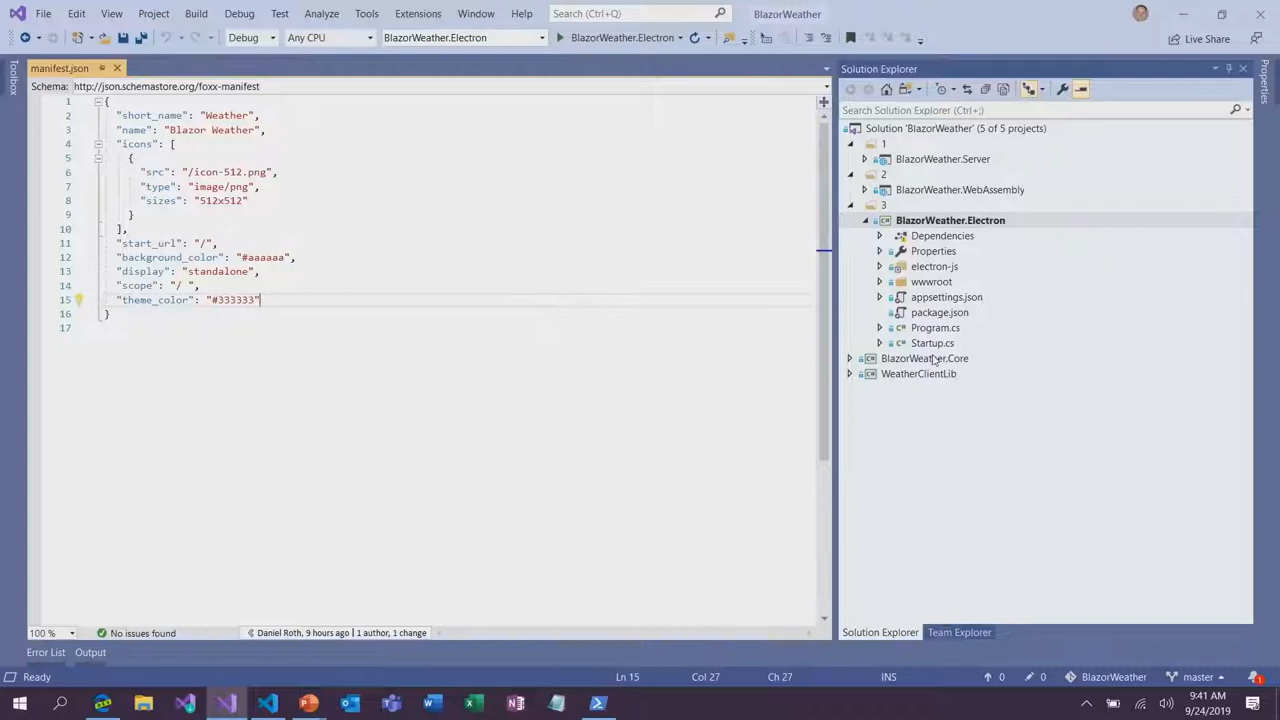 File Edit View Project Build Debug Test Analyze Tools Extensions Window Help Search (Ctrl+Q) BlazorWeather
Debug Any CPU BlazorWeather.Electron BlazorWeather.Electron Live Share
Toolbox
manifest.json
Schema: http://json.schemastore.org/foxx-manifest
1 {
2 "short_name": "Weather",
3 "name": "Blazor Weather",
4 "icons": [
5 {
6 "src": "/icon-512.png",
7 "type": "image/png",
8 "sizes": "512x512"
9 }
10 ],
11 "start_url": "/",
12 "background_color": "#aaaaaa",
13 "display": "standalone",
14 "scope": "/ ",
15 "theme_color": "#333333"
16 }
17
100 % No issues found Daniel Roth, 9 hours ago | 1 author, 1 change
Solution Explorer
Search Solution Explorer (Ctrl+;)
Solution 'BlazorWeather' (5 of 5 projects)
1
BlazorWeather.Server
2
BlazorWeather.WebAssembly
3
BlazorWeather.Electron
Dependencies
Properties
electron-js
wwwroot
appsettings.json
package.json
Program.cs
Startup.cs
BlazorWeather.Core
WeatherClientLib
Solution Explorer Team Explorer
Properties
Error List Output
Ready Ln 15 Col 27 Ch 27 INS 0 0 BlazorWeather master 1
9:41 AM
9/24/2019